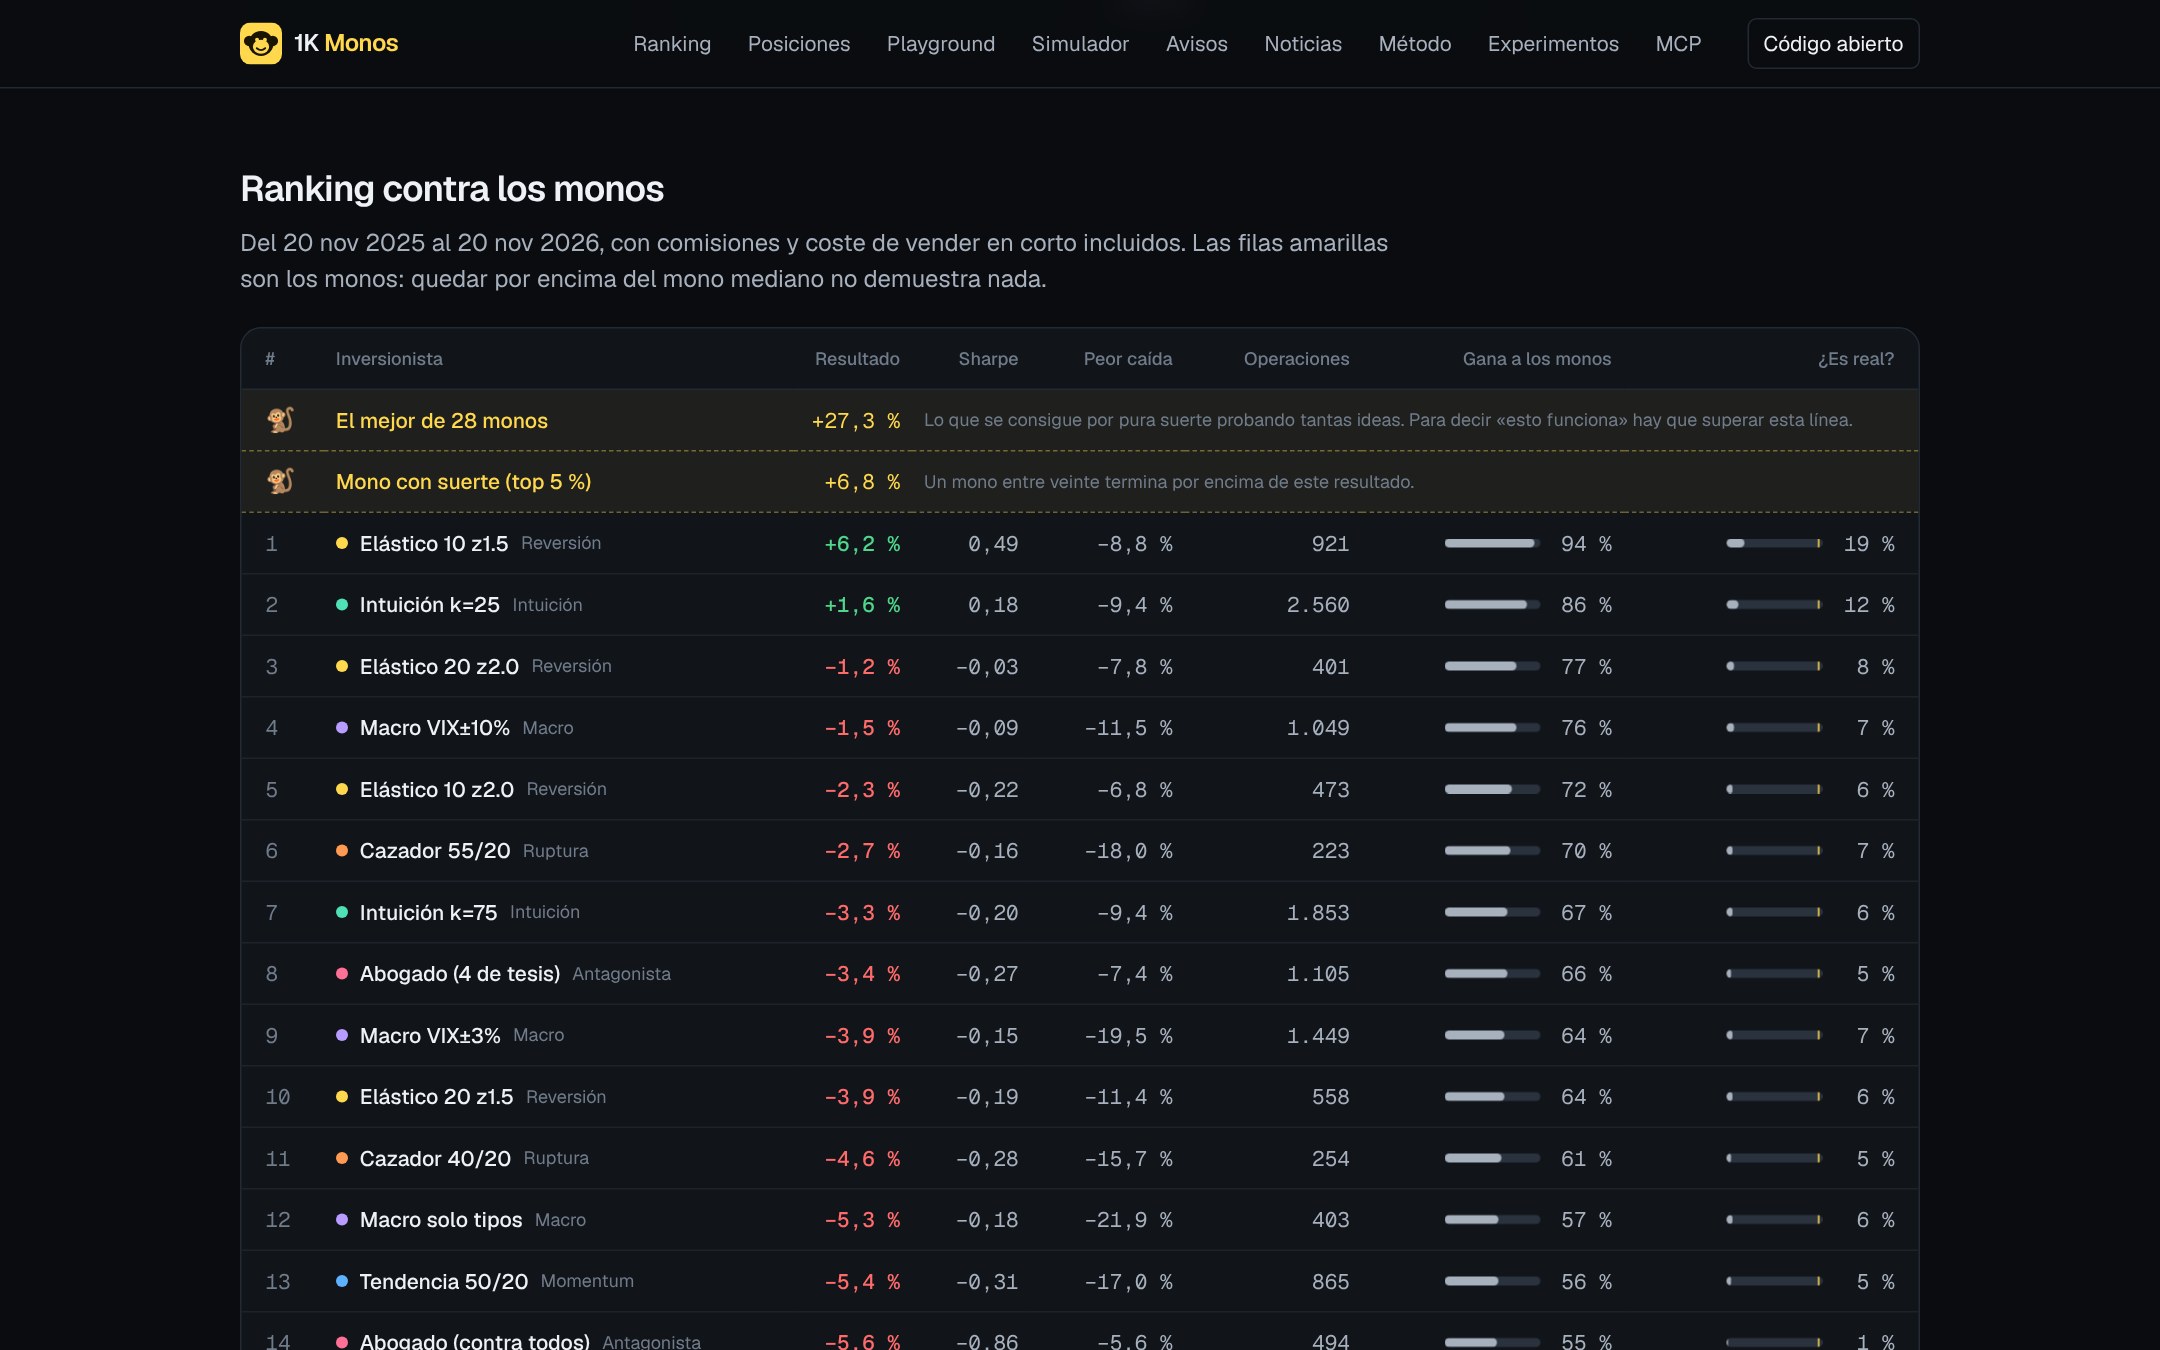 1K Monos
Ranking Posiciones Playground Simulador Avisos Noticias Método Experimentos MCP Código abierto
Ranking contra los monos
Del 20 nov 2025 al 20 nov 2026, con comisiones y coste de vender en corto incluidos. Las filas amarillas
son los monos: quedar por encima del mono mediano no demuestra nada.
# Inversionista Resultado Sharpe Peor caída Operaciones Gana a los monos ¿Es real?
El mejor de 28 monos +27,3 % Lo que se consigue por pura suerte probando tantas ideas. Para decir «esto funciona» hay que superar esta línea.
Mono con suerte (top 5 %) +6,8 % Un mono entre veinte termina por encima de este resultado.
1 Elástico 10 z1.5 Reversión +6,2 % 0,49 −8,8 % 921 94 % 19 %
2 Intuición k=25 Intuición +1,6 % 0,18 −9,4 % 2.560 86 % 12 %
3 Elástico 20 z2.0 Reversión −1,2 % −0,03 −7,8 % 401 77 % 8 %
4 Macro VIX±10% Macro −1,5 % −0,09 −11,5 % 1.049 76 % 7 %
5 Elástico 10 z2.0 Reversión −2,3 % −0,22 −6,8 % 473 72 % 6 %
6 Cazador 55/20 Ruptura −2,7 % −0,16 −18,0 % 223 70 % 7 %
7 Intuición k=75 Intuición −3,3 % −0,20 −9,4 % 1.853 67 % 6 %
8 Abogado (4 de tesis) Antagonista −3,4 % −0,27 −7,4 % 1.105 66 % 5 %
9 Macro VIX±3% Macro −3,9 % −0,15 −19,5 % 1.449 64 % 7 %
10 Elástico 20 z1.5 Reversión −3,9 % −0,19 −11,4 % 558 64 % 6 %
11 Cazador 40/20 Ruptura −4,6 % −0,28 −15,7 % 254 61 % 5 %
12 Macro solo tipos Macro −5,3 % −0,18 −21,9 % 403 57 % 6 %
13 Tendencia 50/20 Momentum −5,4 % −0,31 −17,0 % 865 56 % 5 %
14 Abogado (contra todos) Antagonista −5,6 % −0,86 −5,6 % 494 55 % 1 %